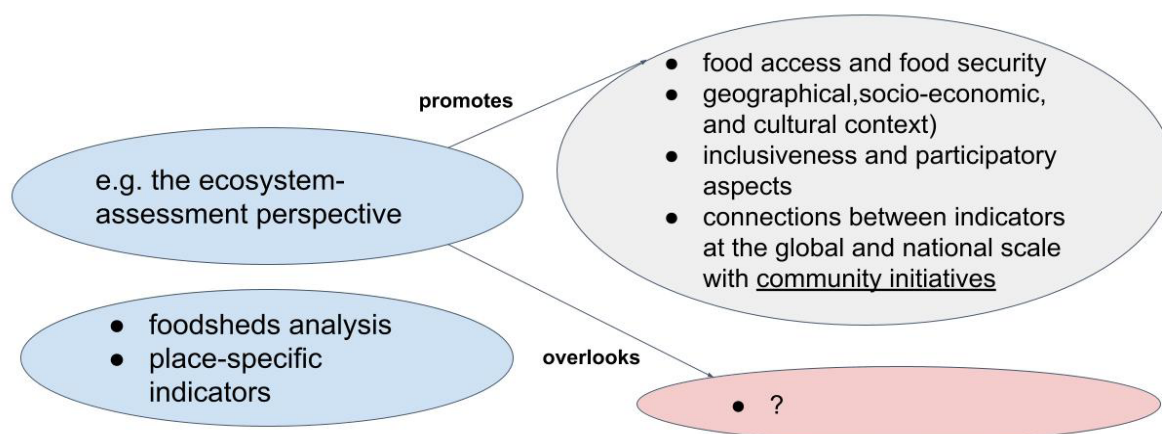 promotes
● food access and food security
● geographical,socio-economic,
and cultural context)
● inclusiveness and participatory
aspects
● connections between indicators
at the global and national scale
with community initiatives
e.g. the ecosystem-
assessment perspective
● foodsheds analysis
● place-specific
indicators
overlooks
● ?